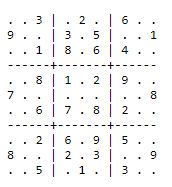 . . 3 | . 2 . | 6 . .
9 . . | 3 . 5 | . . 1
. . 1 | 8 . 6 | 4 . .
------+-------+------
. . 8 | 1 . 2 | 9 . .
7 . . | . . . | . . 8
. . 6 | 7 . 8 | 2 . .
------+-------+------
. . 2 | 6 . 9 | 5 . .
8 . . | 2 . 3 | . . 9
. . 5 | . 1 . | 3 . .